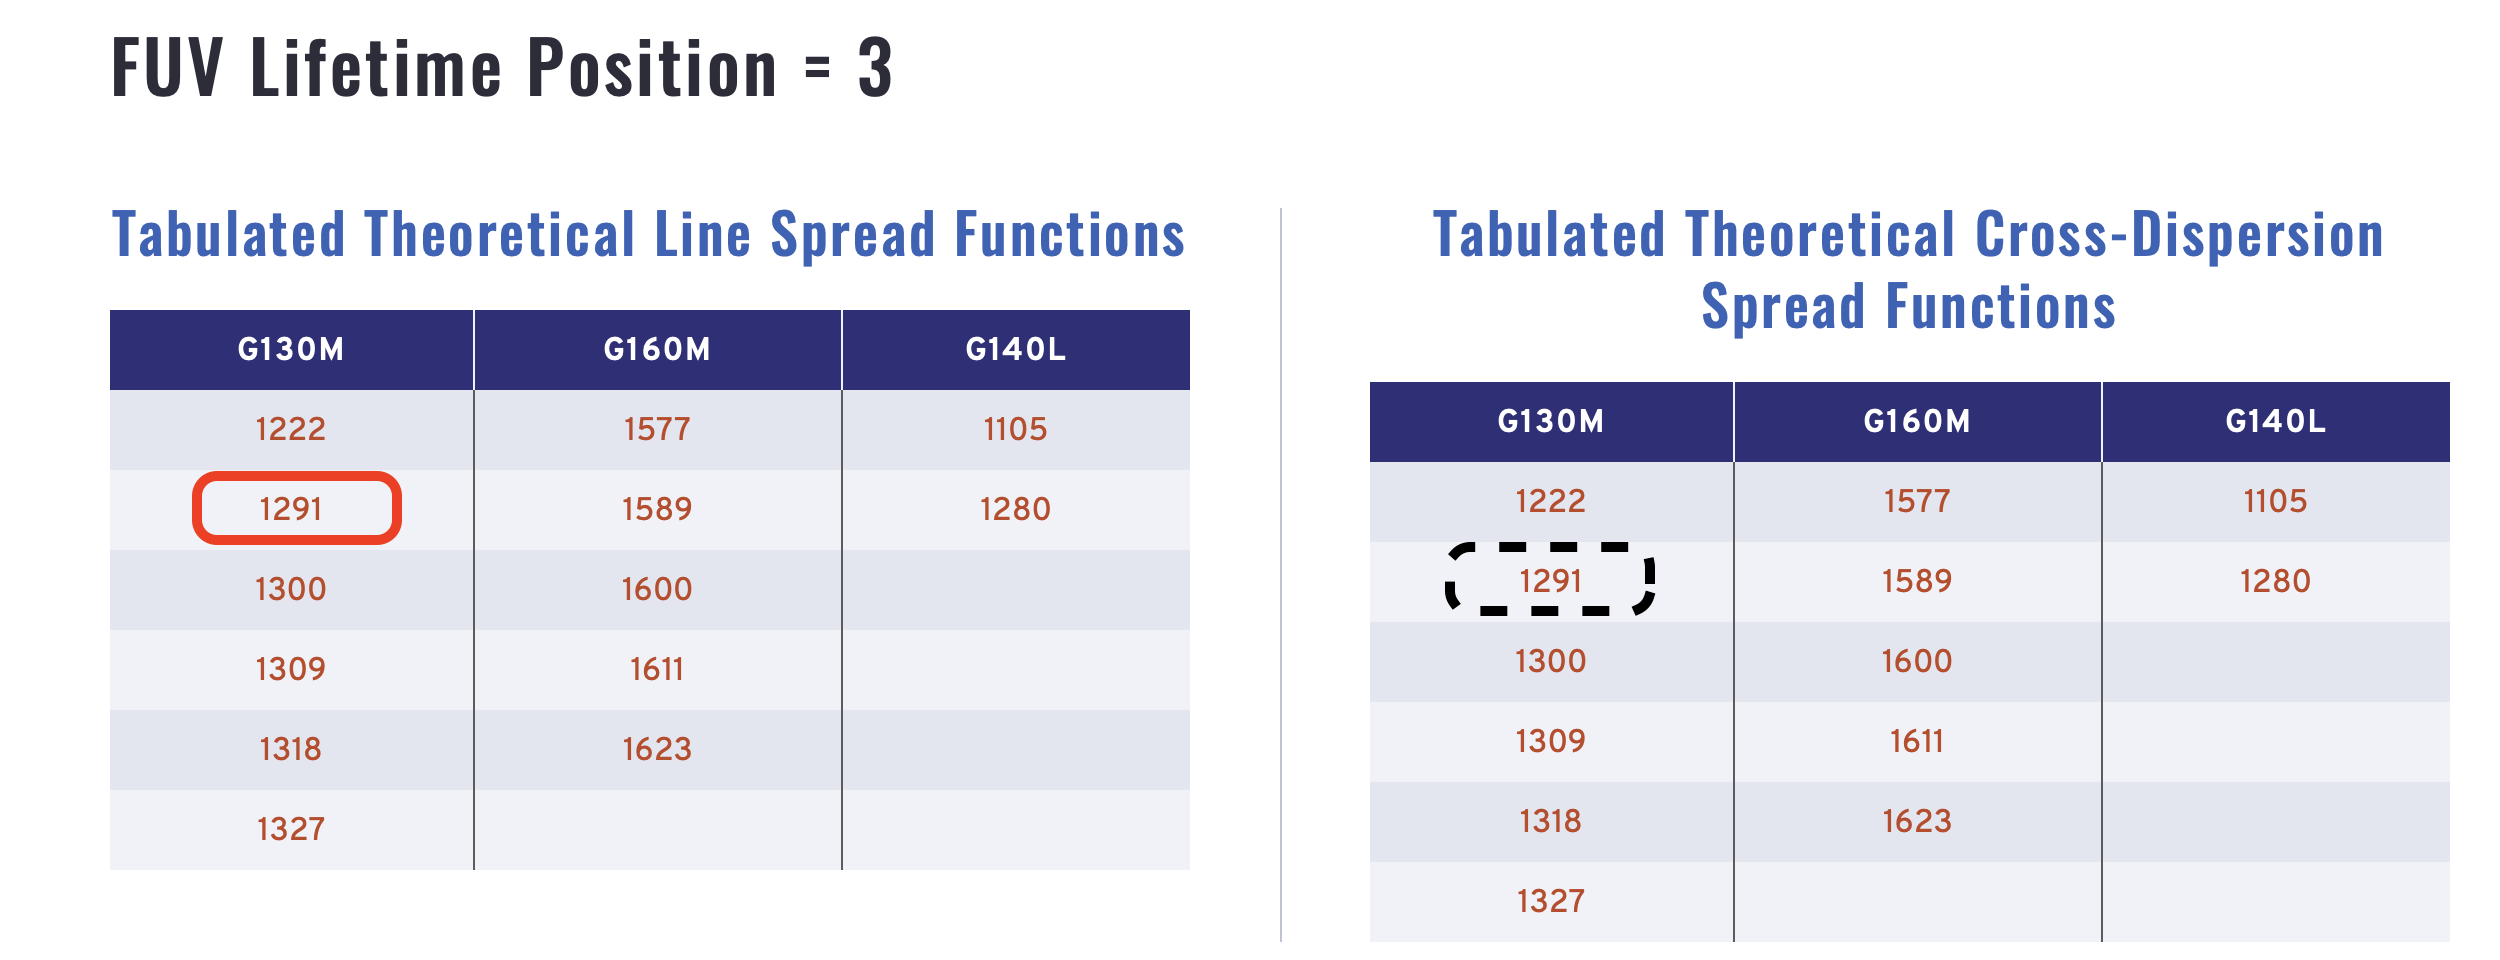 FUV Lifetime Position = 3
Tabulated Theoretical Line Spread Functions
G130M G160M G140L
1222 1577 1105
1291 1589 1280
1300 1600
1309 1611
1318 1623
1327
Tabulated Theoretical Cross-Dispersion
Spread Functions
G130M G160M G140L
1222 1577 1105
1291 1589 1280
1300 1600
1309 1611
1318 1623
1327